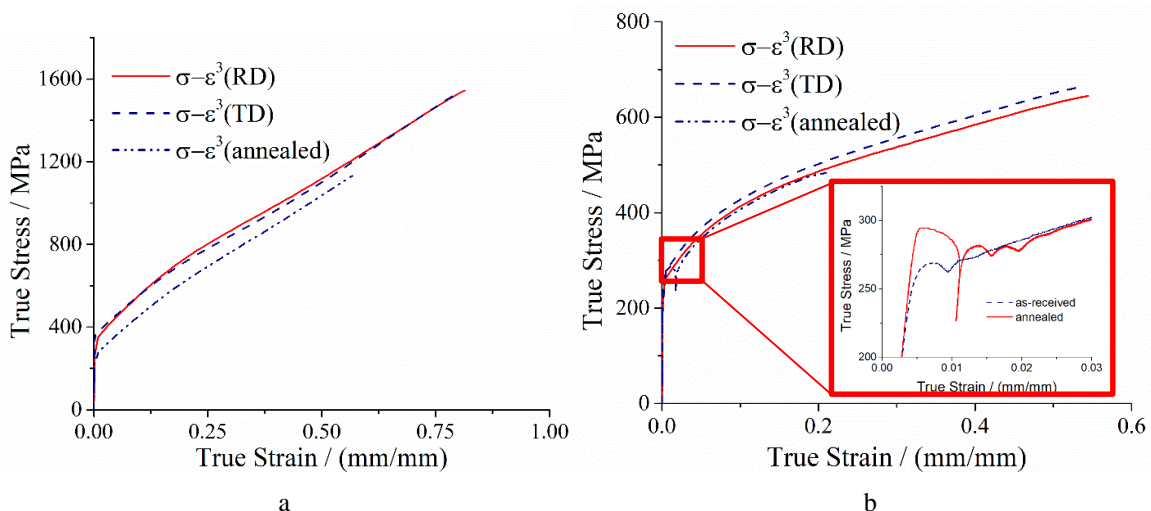 True Stress / MPa
1600
1200
800
400
0
σ−ε³(RD)
σ−ε³(TD)
σ−ε³(annealed)
0.00
0.25
0.50
0.75
1.00
True Strain / (mm/mm)
a
True Stress / MPa
800
600
400
200
0
σ−ε³(RD)
σ−ε³(TD)
σ−ε³(annealed)
True Stress / MPa
300
250
200
as-received
annealed
0.00
0.01
0.02
0.03
True Strain / (mm/mm)
0.0
0.2
0.4
0.6
True Strain / (mm/mm)
b